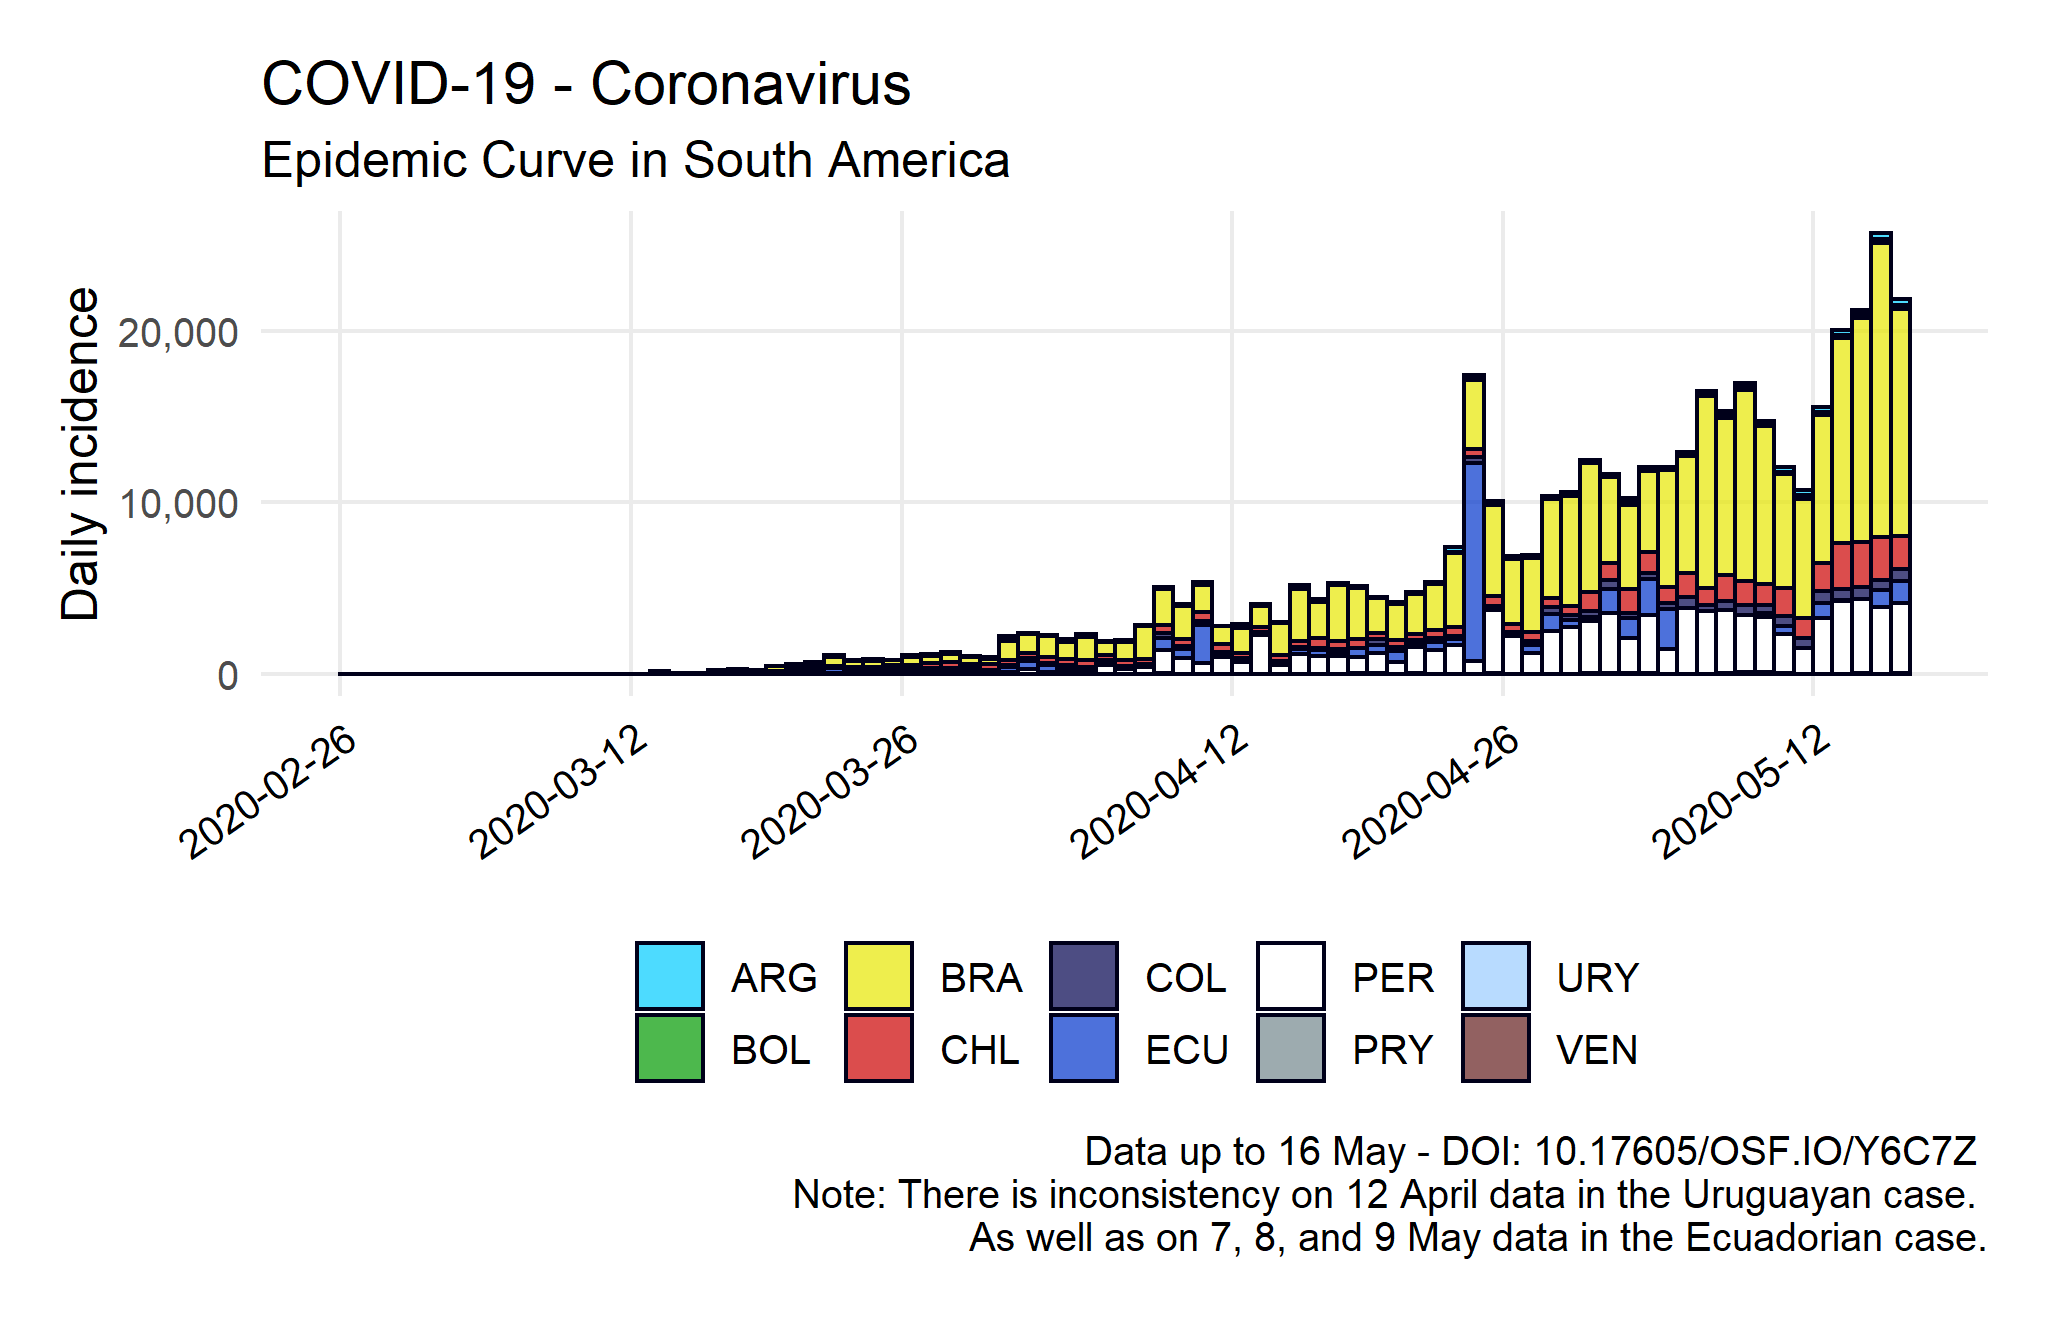 COVID-19 - Coronavirus
Epidemic Curve in South America
Daily incidence
20,000
10,000
0
2020-02-26
2020-03-12
2020-03-26
2020-04-12
2020-04-26
2020-05-12
ARG BRA COL PER URY
BOL CHL ECU PRY VEN
Data up to 16 May - DOI: 10.17605/OSF.IO/Y6C7Z
Note: There is inconsistency on 12 April data in the Uruguayan case.
As well as on 7, 8, and 9 May data in the Ecuadorian case.